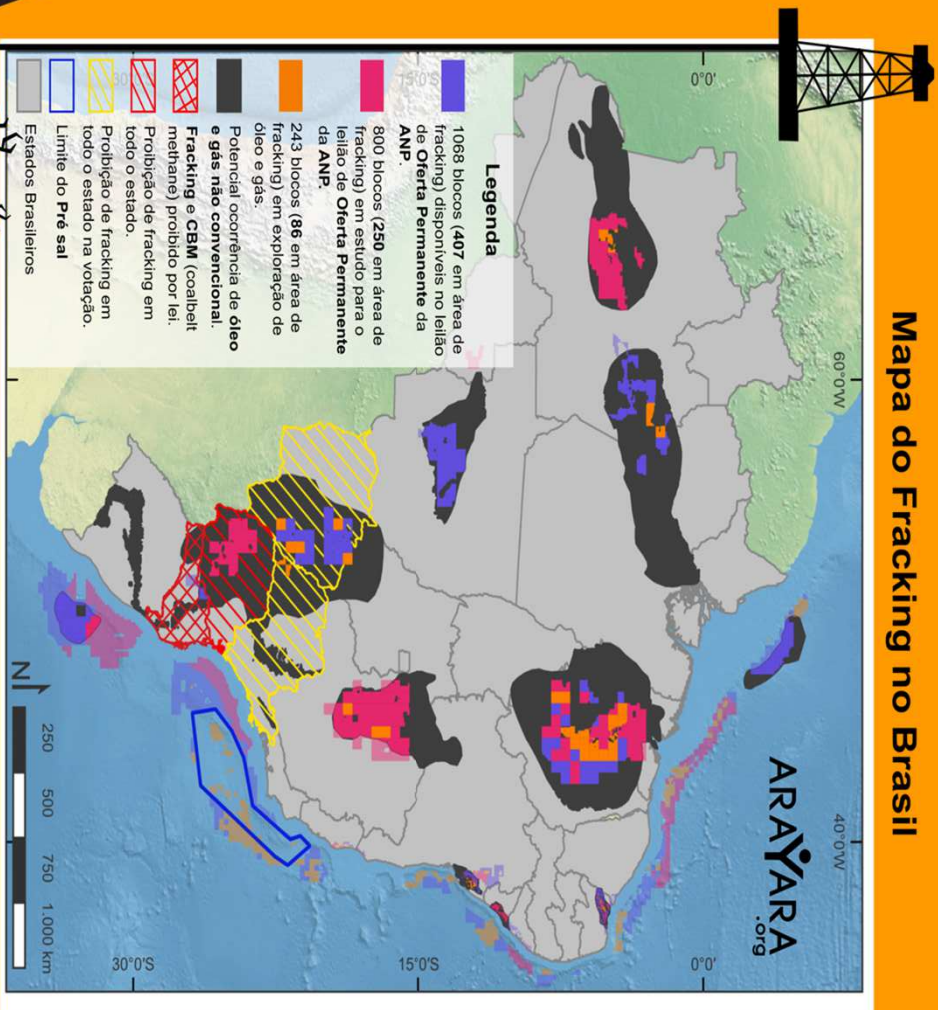 Mapa do Fracking no Brasil
60°0'W
40°0'W
0°0'
0°0'
15°0'S
15°0'S
30°0'S
30°0'S
ARAYARA
.org
Legenda
1068 blocos (407 em área de
fracking) disponíveis no leilão
de Oferta Permanente da
ANP.
800 blocos (250 em área de
fracking) em estudo para o
leilão de Oferta Permanente
da ANP.
243 blocos (86 em área de
fracking) em exploração de
óleo e gás.
Potencial ocorrência de óleo
e gás não convencional.
Fracking e CBM (coalbelt
methane) proibido por lei.
Proibição de fracking em
todo o estado.
Proibição de fracking em
todo o estado na votação.
Limite do Pré sal
Estados Brasileiros
N
250 500 750 1.000 km